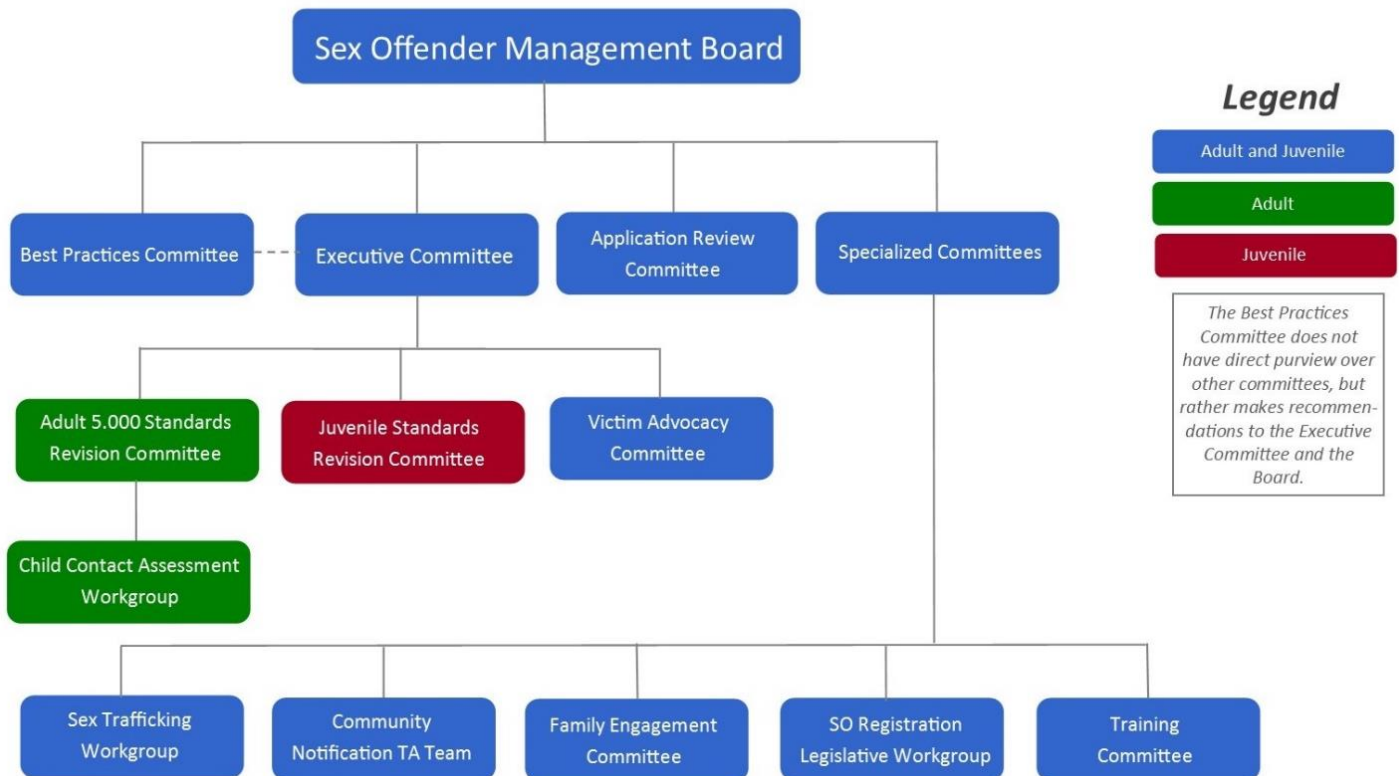 Sex Offender Management Board
Legend
Adult and Juvenile
Adult
Juvenile
The Best Practices
Committee does not
have direct purview over
other committees, but
rather makes recommen-
dations to the Executive
Committee and the
Board.
Best Practices Committee
Executive Committee
Application Review
Committee
Specialized Committees
Adult 5.000 Standards
Revision Committee
Juvenile Standards
Revision Committee
Victim Advocacy
Committee
Child Contact Assessment
Workgroup
Sex Trafficking
Workgroup
Community
Notification TA Team
Family Engagement
Committee
SO Registration
Legislative Workgroup
Training
Committee